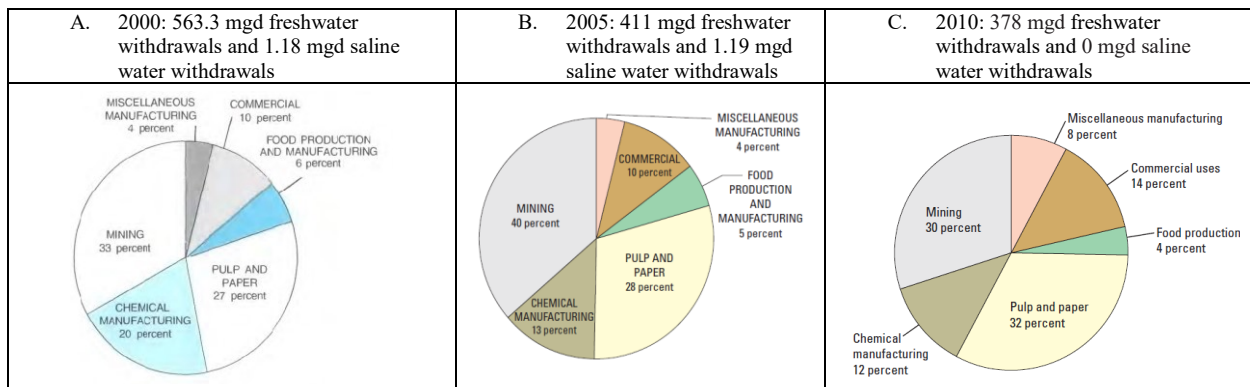 A. 2000: 563.3 mgd freshwater
withdrawals and 1.18 mgd saline
water withdrawals
B. 2005: 411 mgd freshwater
withdrawals and 1.19 mgd
saline water withdrawals
C. 2010: 378 mgd freshwater
withdrawals and 0 mgd saline
water withdrawals
MISCELLANEOUS
MANUFACTURING
4 percent
COMMERCIAL
10 percent
FOOD PRODUCTION
AND MANUFACTURING
6 percent
MINING
33 percent
PULP AND
PAPER
27 percent
CHEMICAL
MANUFACTURING
20 percent
MISCELLANEOUS
MANUFACTURING
4 percent
COMMERCIAL
10 percent
FOOD
PRODUCTION
AND
MANUFACTURING
5 percent
MINING
40 percent
PULP AND
PAPER
28 percent
CHEMICAL
MANUFACTURING
13 percent
Miscellaneous manufacturing
8 percent
Commercial uses
14 percent
Food production
4 percent
Mining
30 percent
Pulp and paper
32 percent
Chemical
manufacturing
12 percent